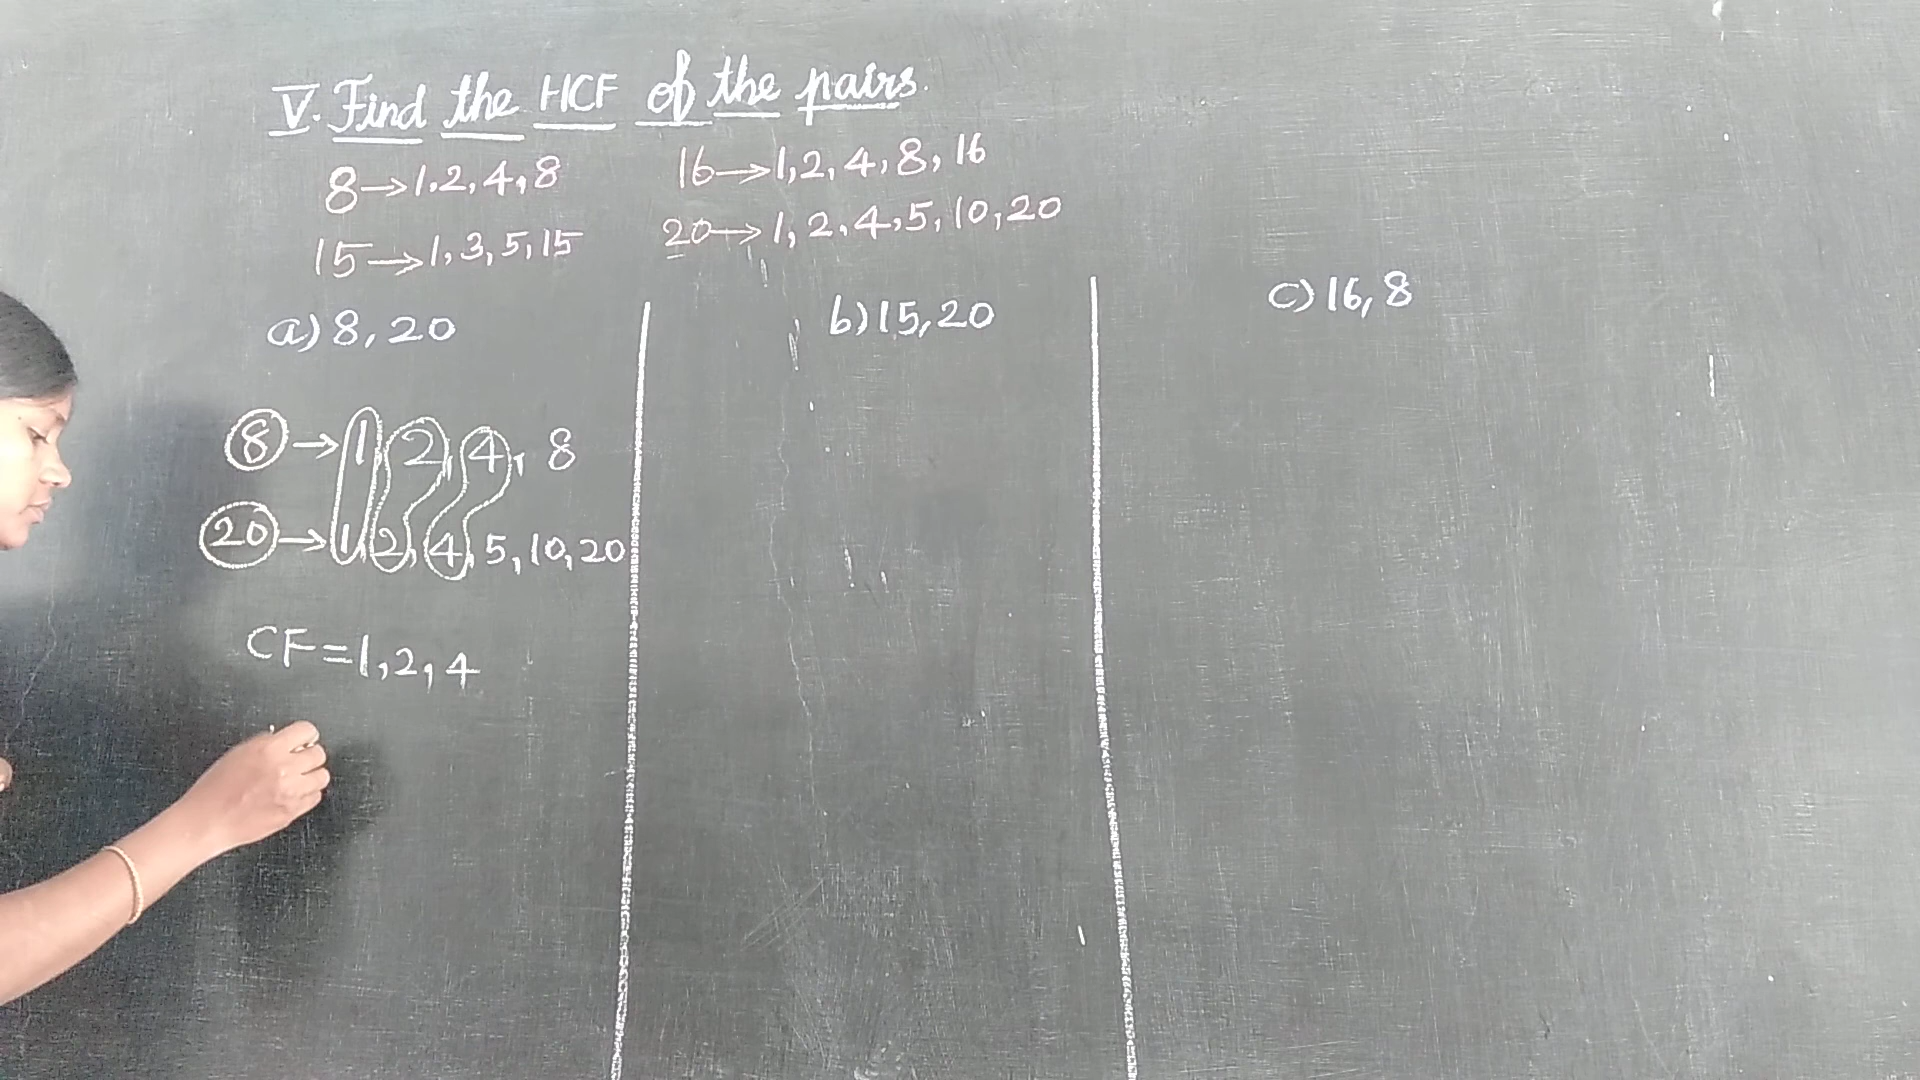 V. Find the HCF of the pairs.
8→1,2,4,8 16→1,2,4,8,16
15→1,3,5,15 20→1,2,4,5,10,20
a) 8, 20
b) 15, 20
c) 16, 8
8→1,2,4, 8
20→1,2,4,5,10,20
CF=1,2,4